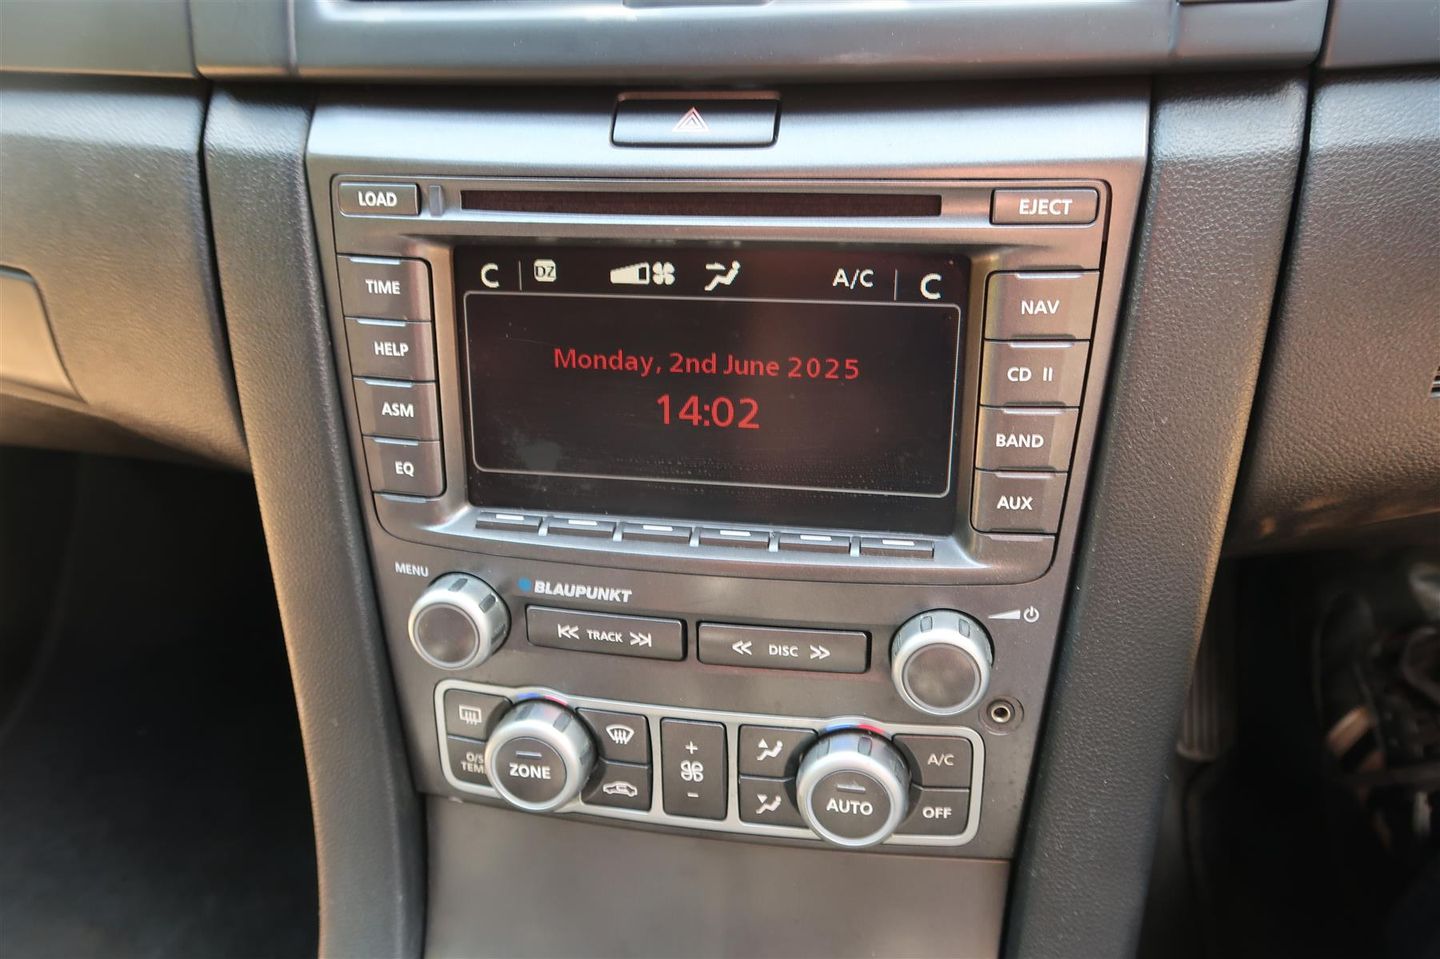 LOAD
EJECT
TIME
HELP
ASM
EQ
C DZ A/C C
Monday, 2nd June 2025
14:02
NAV
CD II
BAND
AUX
MENU
BLAUPUNKT
TRACK
DISC
O/S
TEMP
ZONE
+
-
AUTO
A/C
OFF